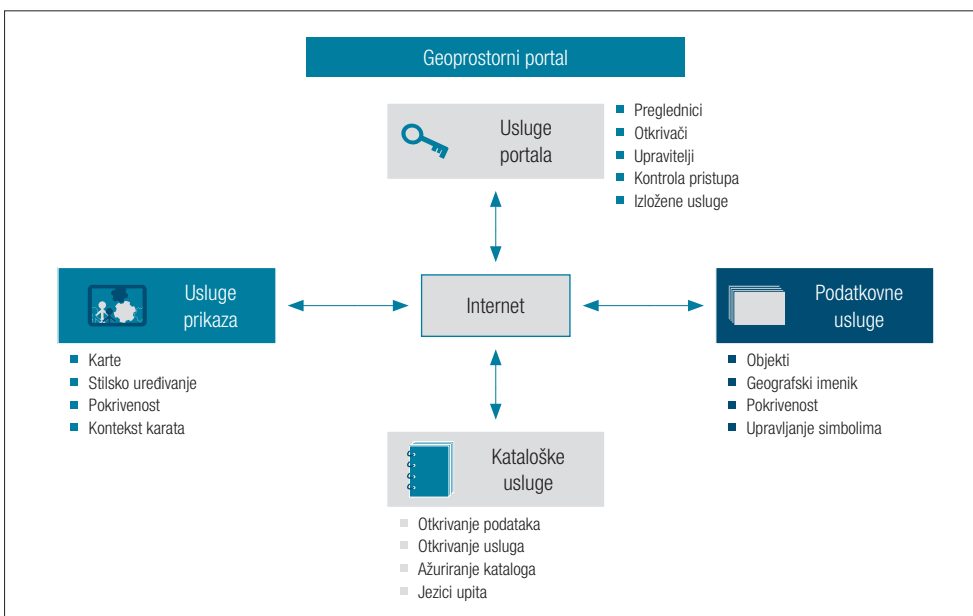 Geoprostorni portal
Usluge
portala
Preglednici
Otkrivači
Upravitelji
Kontrola pristupa
Izložene usluge
Usluge
prikaza
Karte
Stilsko uređivanje
Pokrivenost
Kontekst karata
Internet
Podatkovne
usluge
Objekti
Geografski imenik
Pokrivenost
Upravljanje simbolima
Kataloške
usluge
Otkrivanje podataka
Otkrivanje usluga
Ažuriranje kataloga
Jezici upita